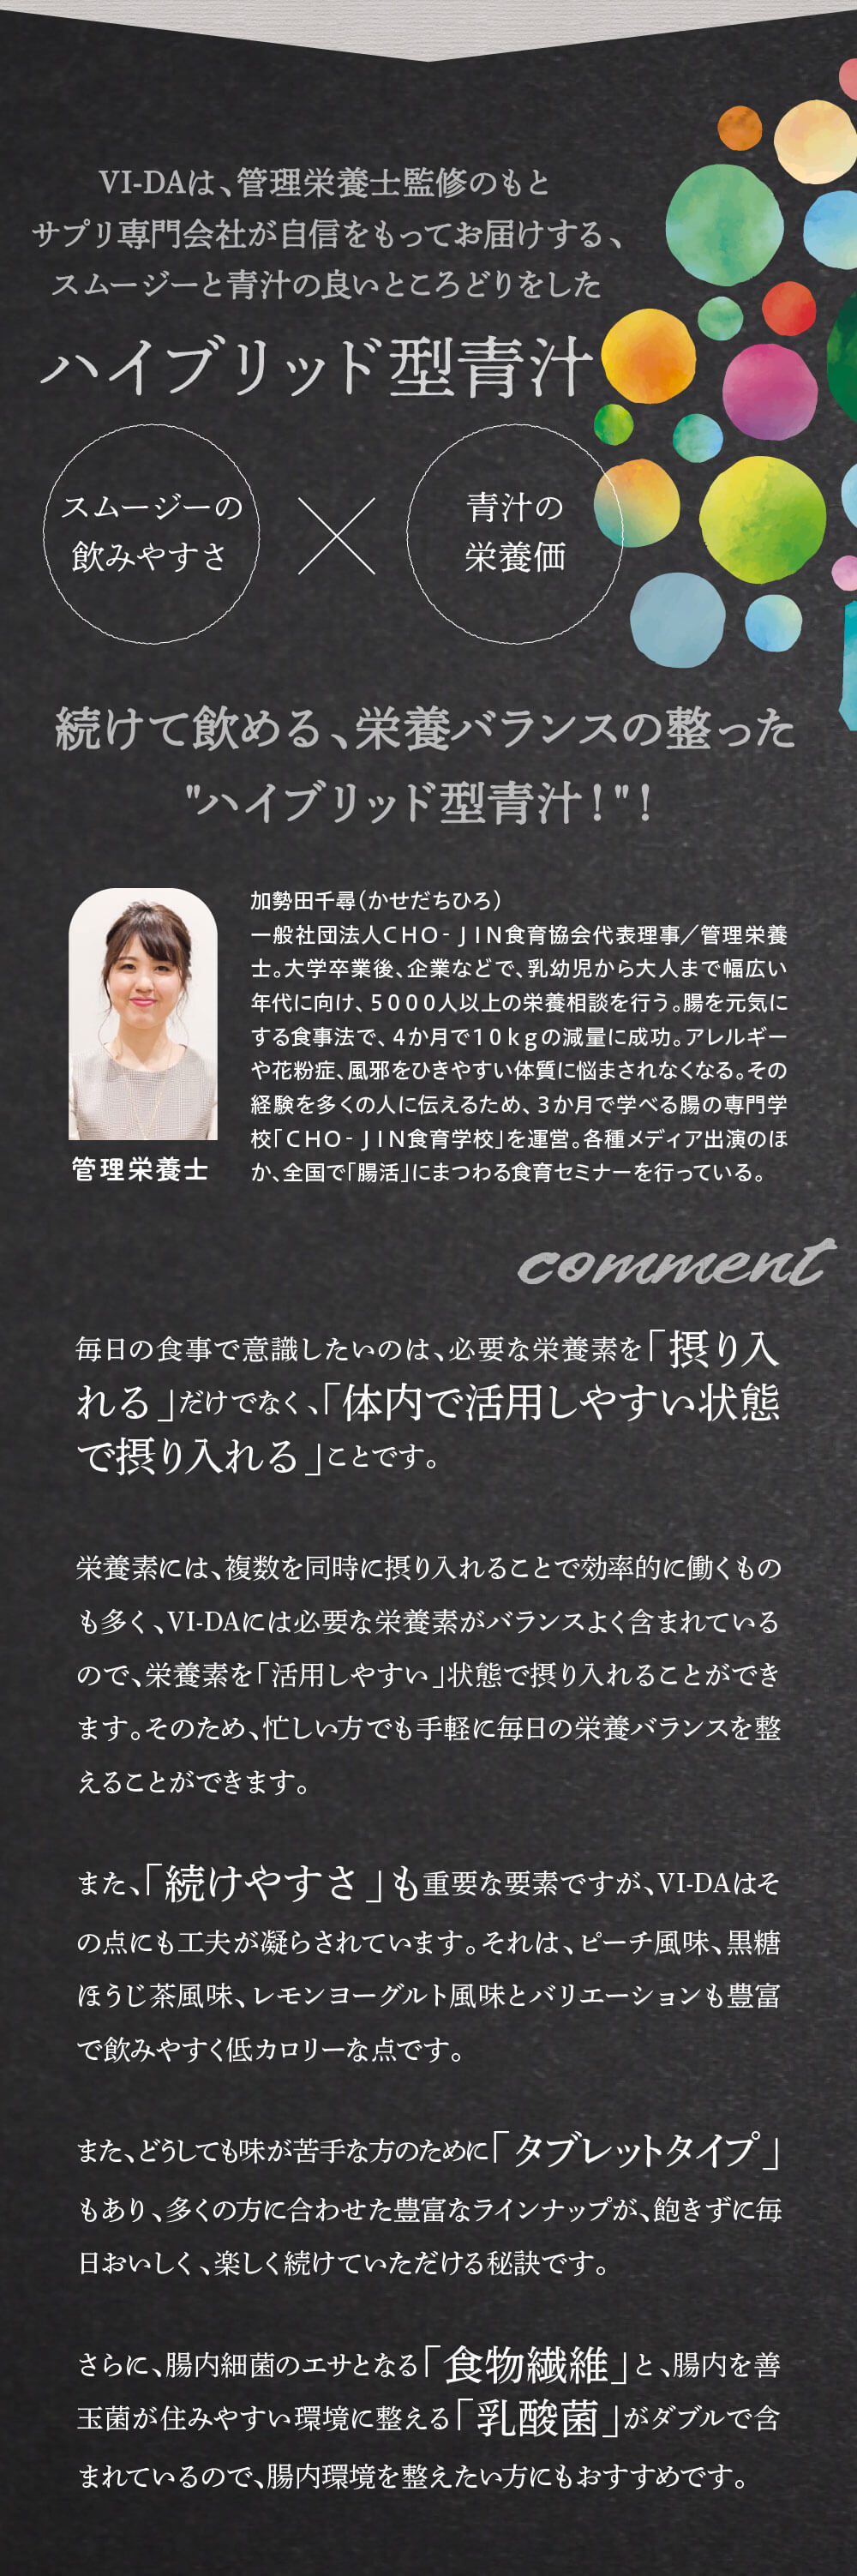 VI-DAは、管理栄養士監修のもと
サプリ専門会社が自信をもってお届けする、
スムージーと青汁の良いところどりをした
ハイブリッド型青汁
スムージーの
飲みやすさ
×
青汁の
栄養価
続けて飲める、栄養バランスの整った
"ハイブリッド型青汁！"！
加勢田千尋（かせだちひろ）
一般社団法人CHO-JIN食育協会代表理事／管理栄養
士。大学卒業後、企業などで、乳幼児から大人まで幅広い
年代に向け、5000人以上の栄養相談を行う。腸を元気に
する食事法で、4か月で10kgの減量に成功。アレルギー
や花粉症、風邪をひきやすい体質に悩まされなくなる。その
経験を多くの人に伝えるため、3か月で学べる腸の専門学
校「CHO-JIN食育学校」を運営。各種メディア出演のほ
か、全国で「腸活」にまつわる食育セミナーを行っている。
管理栄養士
comment
毎日の食事で意識したいのは、必要な栄養素を「摂り入
れる」だけでなく、「体内で活用しやすい状態
で摂り入れる」ことです。
栄養素には、複数を同時に摂り入れることで効率的に働くもの
も多く、VI-DAには必要な栄養素がバランスよく含まれている
ので、栄養素を「活用しやすい」状態で摂り入れることができ
ます。そのため、忙しい方でも手軽に毎日の栄養バランスを整
えることができます。
また、「続けやすさ」も重要な要素ですが、VI-DAはそ
の点にも工夫が凝らされています。それは、ピーチ風味、黒糖
ほうじ茶風味、レモンヨーグルト風味とバリエーションも豊富
で飲みやすく低カロリーな点です。
また、どうしても味が苦手な方のために「タブレットタイプ」
もあり、多くの方に合わせた豊富なラインナップが、飽きずに毎
日おいしく、楽しく続けていただける秘訣です。
さらに、腸内細菌のエサとなる「食物繊維」と、腸内を善
玉菌が住みやすい環境に整える「乳酸菌」がダブルで含
まれているので、腸内環境を整えたい方にもおすすめです。